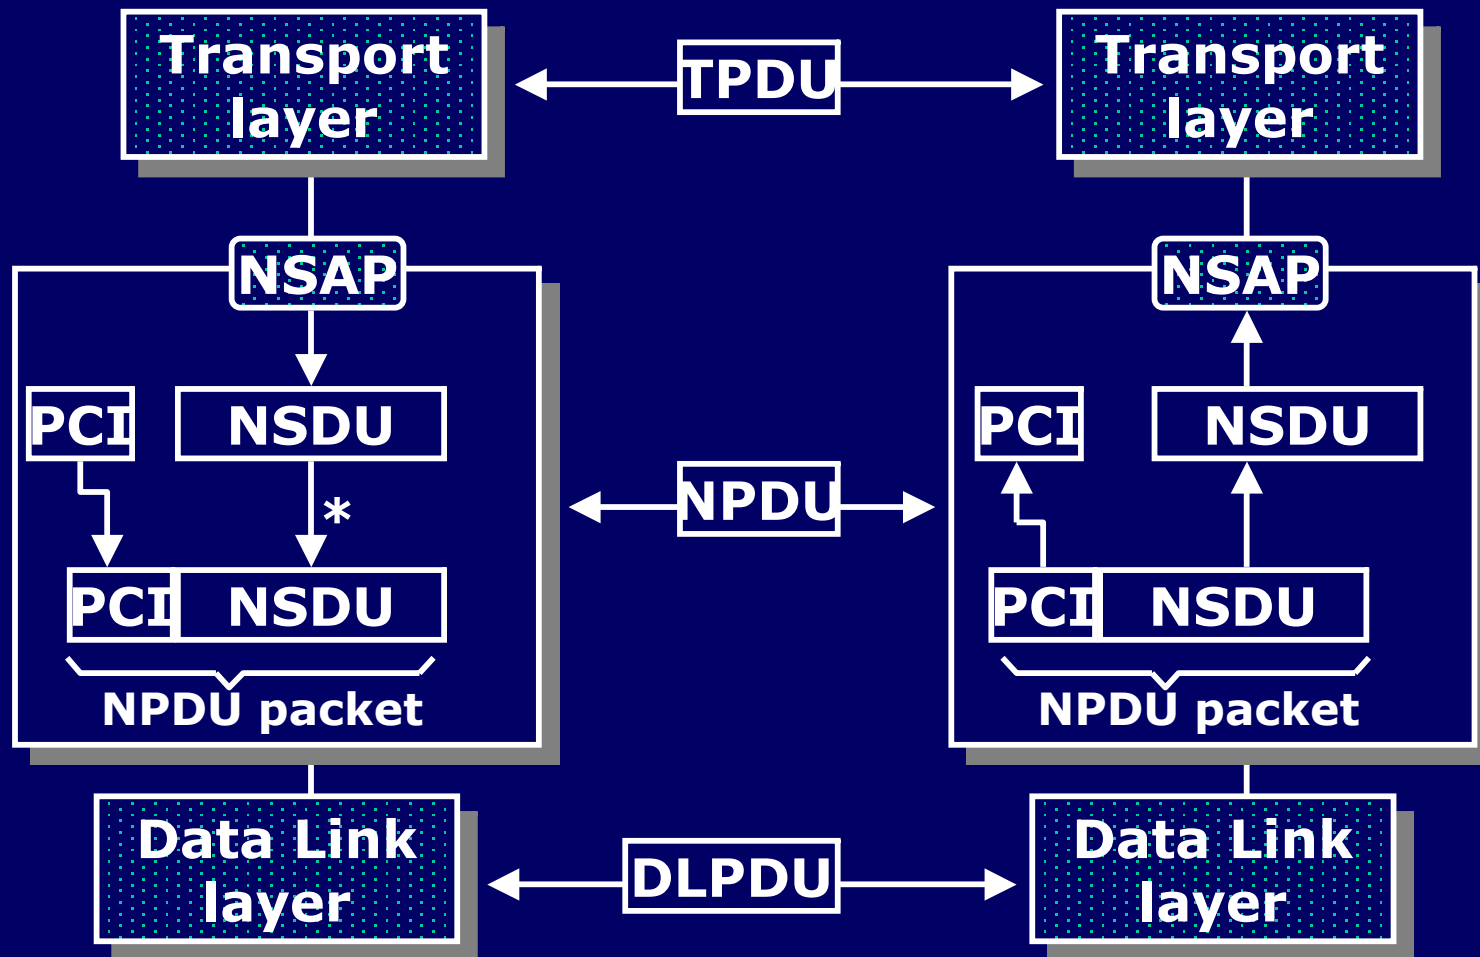 Transport
layer
TPDU
Transport
layer
NSAP
NSAP
PCI
NSDU
PCI
NSDU
*
NPDU
PCI
NSDU
PCI
NSDU
NPDU packet
NPDU packet
Data Link
layer
DLPDU
Data Link
layer